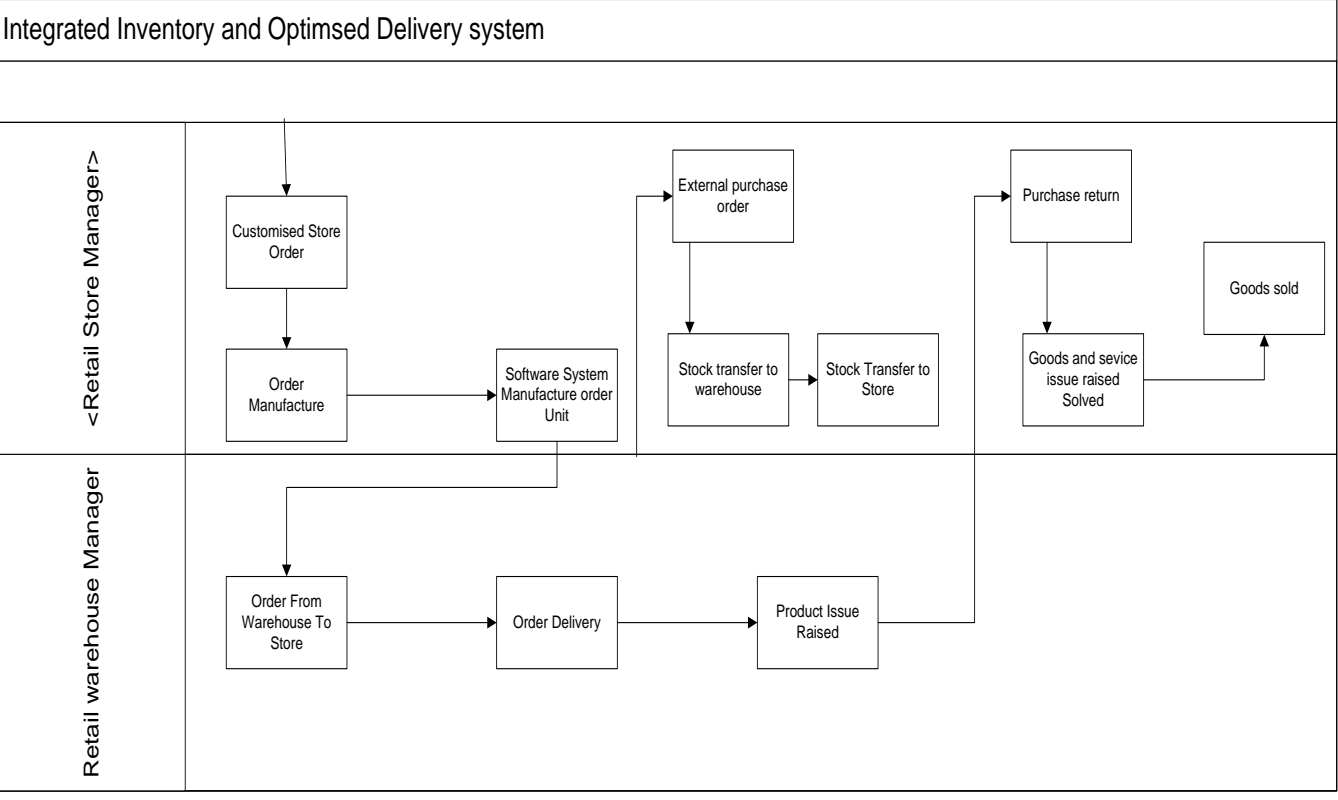 Integrated Inventory and Optimsed Delivery system
<Retail Store Manager>
Customised Store
Order
Order
Manufacture
Software System
Manufacture order
Unit
External purchase
order
Stock transfer to
warehouse
Stock Transfer to
Store
Purchase return
Goods and sevice
issue raised
Solved
Goods sold
Retail warehouse Manager
Order From
Warehouse To
Store
Order Delivery
Product Issue
Raised